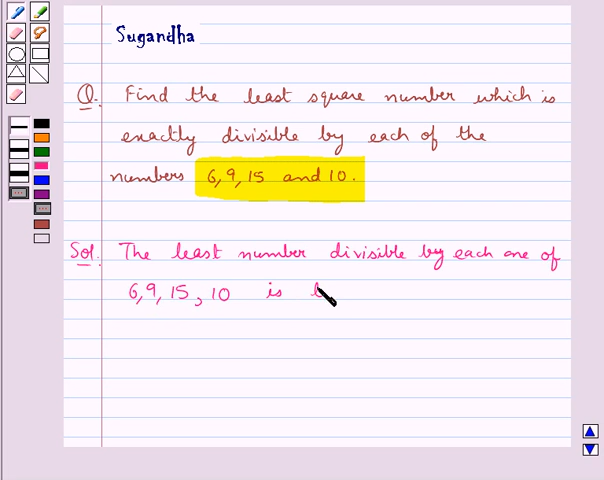 Sugandha
Q. Find the least square number which is
exactly divisible by each of the
numbers 6, 9, 15 and 10.
Sol. The least number divisible by each one of
6, 9, 15, 10 is